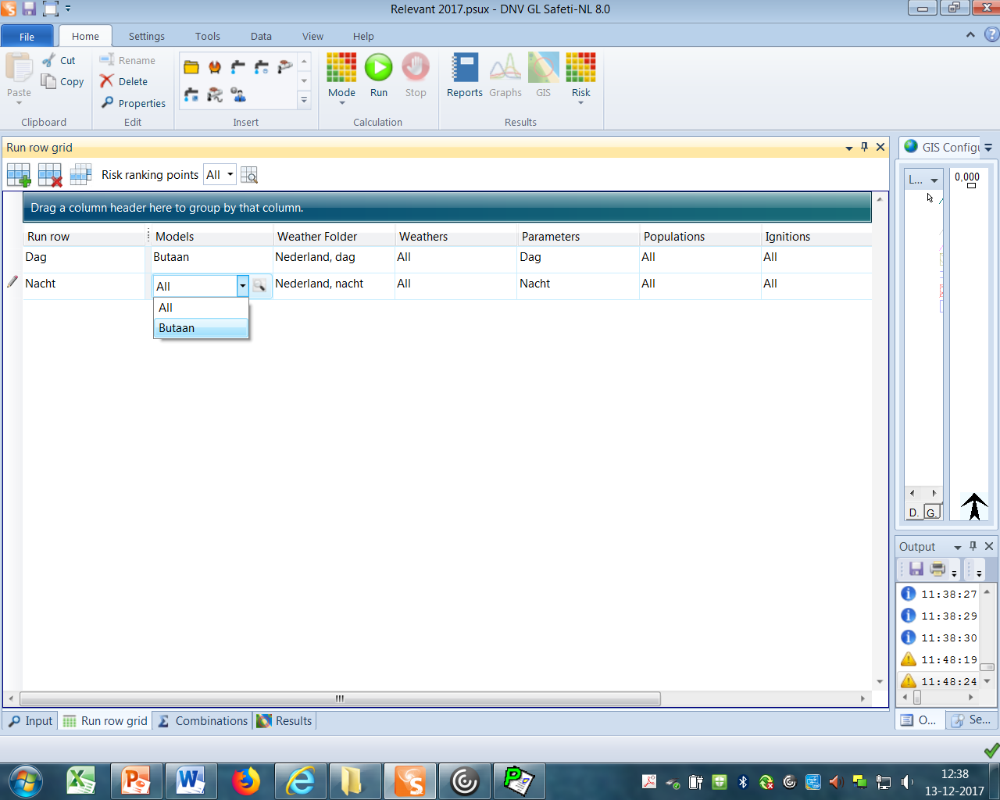 Relevant 2017.psux - DNV GL Safeti-NL 8.0
File Home Settings Tools Data View Help
Paste Cut Copy
Rename Delete Properties
Mode Run Stop
Reports Graphs GIS Risk
Clipboard Edit Insert Calculation Results
Run row grid
GIS Configu
Risk ranking points All
L... 0,000
Drag a column header here to group by that column.
Run row Models Weather Folder Weathers Parameters Populations Ignitions
Dag Butaan Nederland, dag All Dag All All
Nacht All Nederland, nacht All Nacht All All
All
Butaan
D. G.
Output
11:38:27
11:38:29
11:38:30
11:48:19
11:48:24
Input Run row grid Combinations Results
O... Se...
12:38
13-12-2017